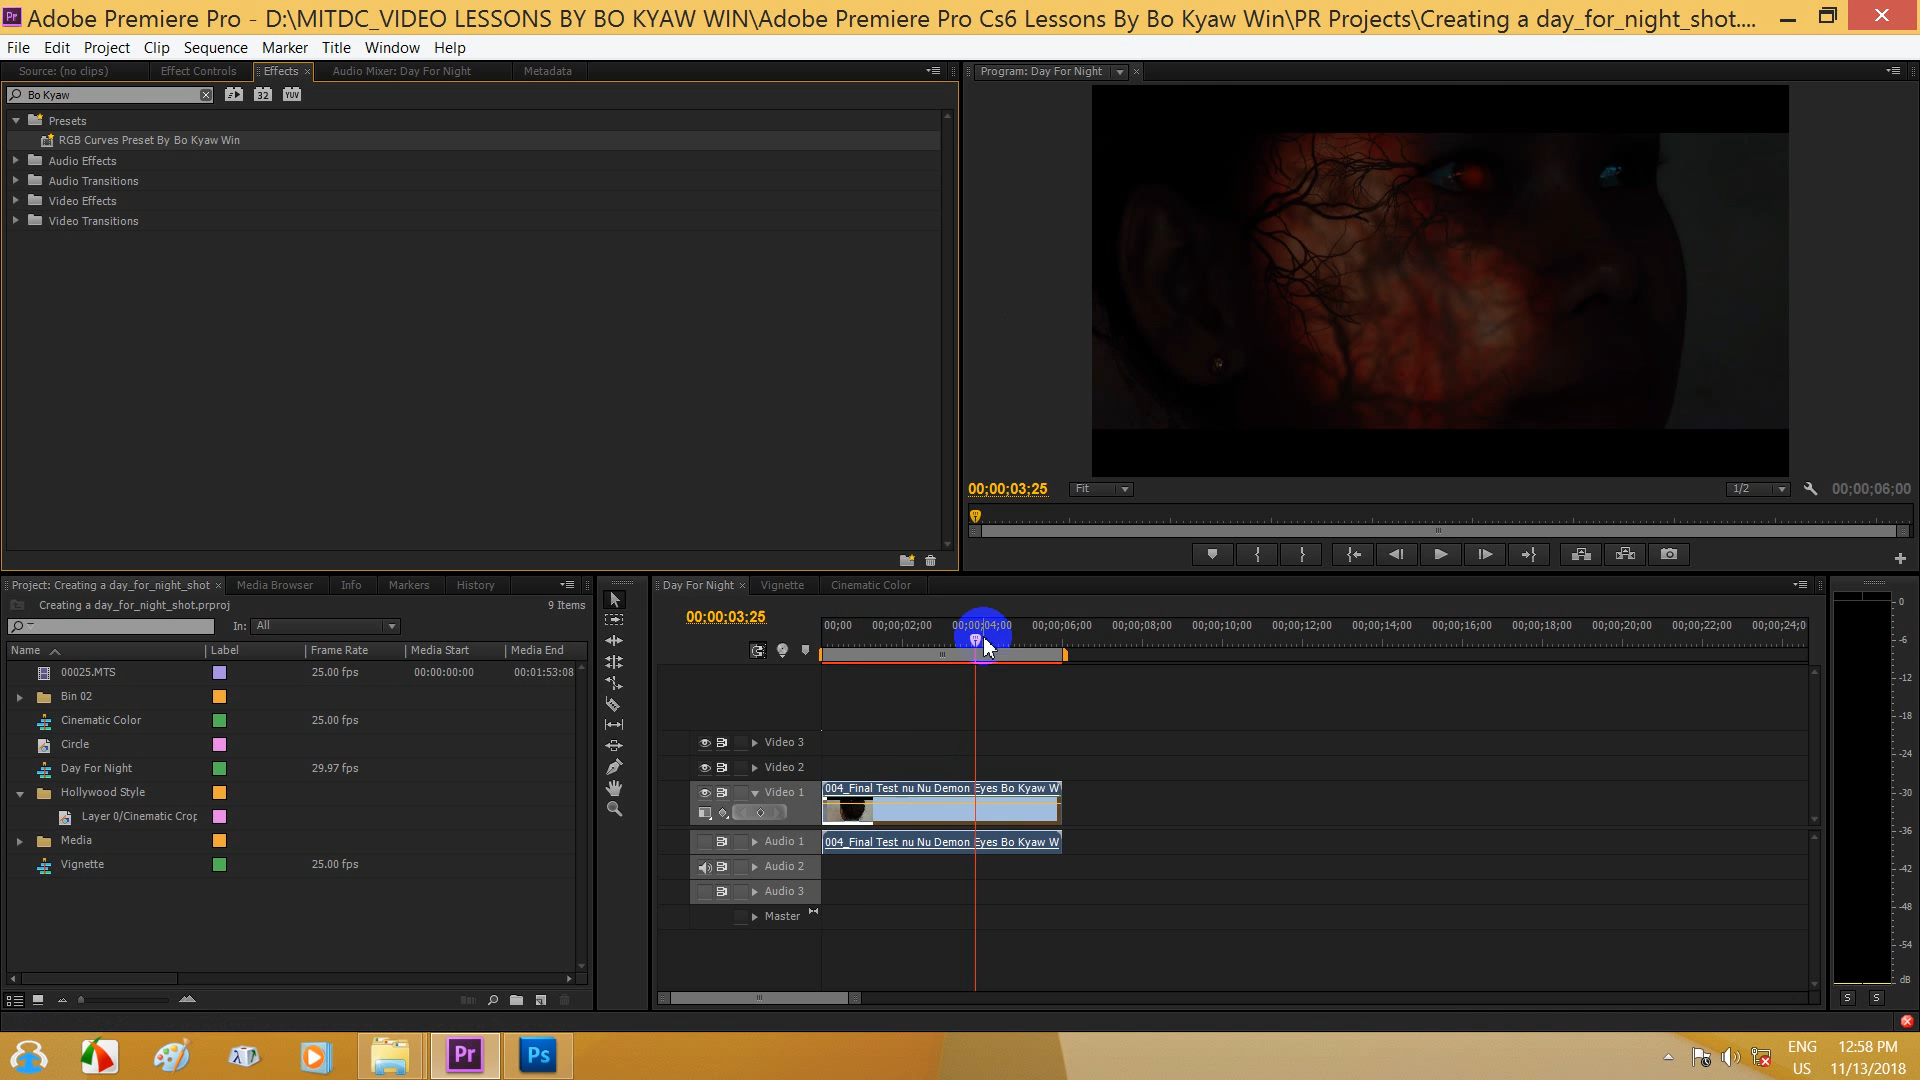 Adobe Premiere Pro - D:\MITDC_VIDEO LESSONS BY BO KYAW WIN\Adobe Premiere Pro Cs6 Lessons By Bo Kyaw Win\PR Projects\Creating a day_for_night_shot....
File Edit Project Clip Sequence Marker Title Window Help
Source: (no clips) Effect Controls Effects Audio Mixer: Day For Night Metadata
Program: Day For Night
Bo Kyaw
32 YUV
Presets
RGB Curves Preset By Bo Kyaw Win
Audio Effects
Audio Transitions
Video Effects
Video Transitions
00;00;03;25 Fit 1/2 00;00;06;00
Project: Creating a day_for_night_shot Media Browser Info Markers History
Creating a day_for_night_shot.prproj 9 Items
In: All
Name Label Frame Rate Media Start Media End
00025.MTS 25.00 fps 00:00:00:00 00:01:53:08
Bin 02
Cinematic Color 25.00 fps
Circle
Day For Night 29.97 fps
Hollywood Style
Layer 0/Cinematic Crop
Media
Vignette 25.00 fps
Day For Night Vignette Cinematic Color
00;00;03;25
00;00 00;00;02;00 00;00;04;00 00;00;06;00 00;00;08;00 00;00;10;00 00;00;12;00 00;00;14;00 00;00;16;00 00;00;18;00 00;00;20;00 00;00;22;00 00;00;24;0
Video 3
Video 2
Video 1
004_Final Test nu Nu Demon Eyes Bo Kyaw W
Audio 1
004_Final Test nu Nu Demon Eyes Bo Kyaw W
Audio 2
Audio 3
Master
0
-6
-12
-18
-24
-30
-36
-42
-48
-54
dB
S S
Pr Ps
ENG
US
12:58 PM
11/13/2018